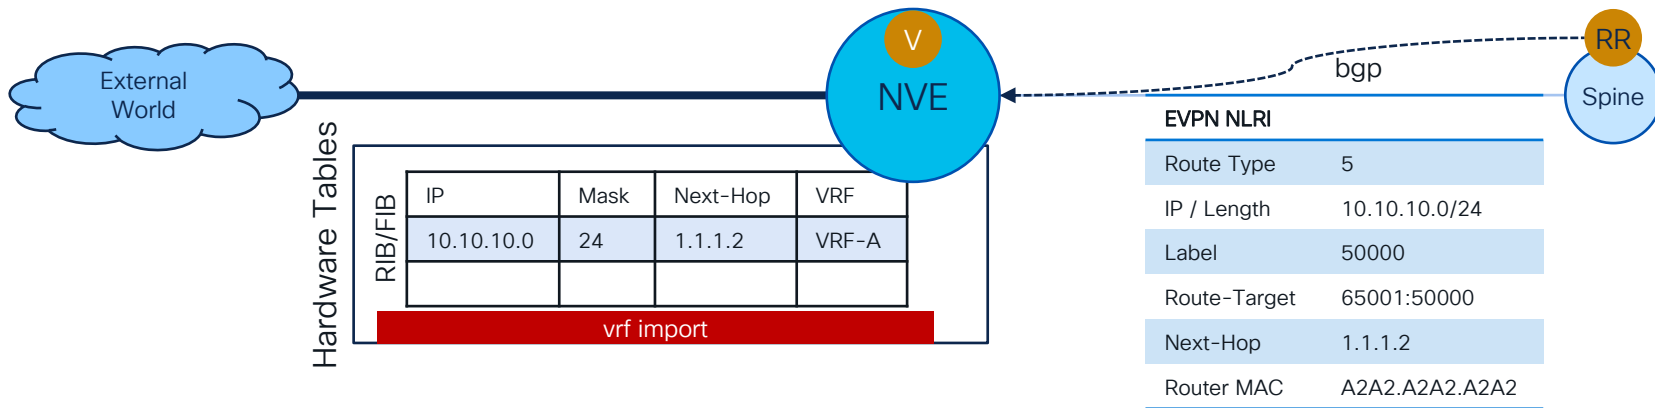 External
World
V
NVE
RR
bgp
Spine
Hardware Tables
RIB/FIB
IP Mask Next-Hop VRF
10.10.10.0 24 1.1.1.2 VRF-A
vrf import
EVPN NLRI
Route Type 5
IP / Length 10.10.10.0/24
Label 50000
Route-Target 65001:50000
Next-Hop 1.1.1.2
Router MAC A2A2.A2A2.A2A2